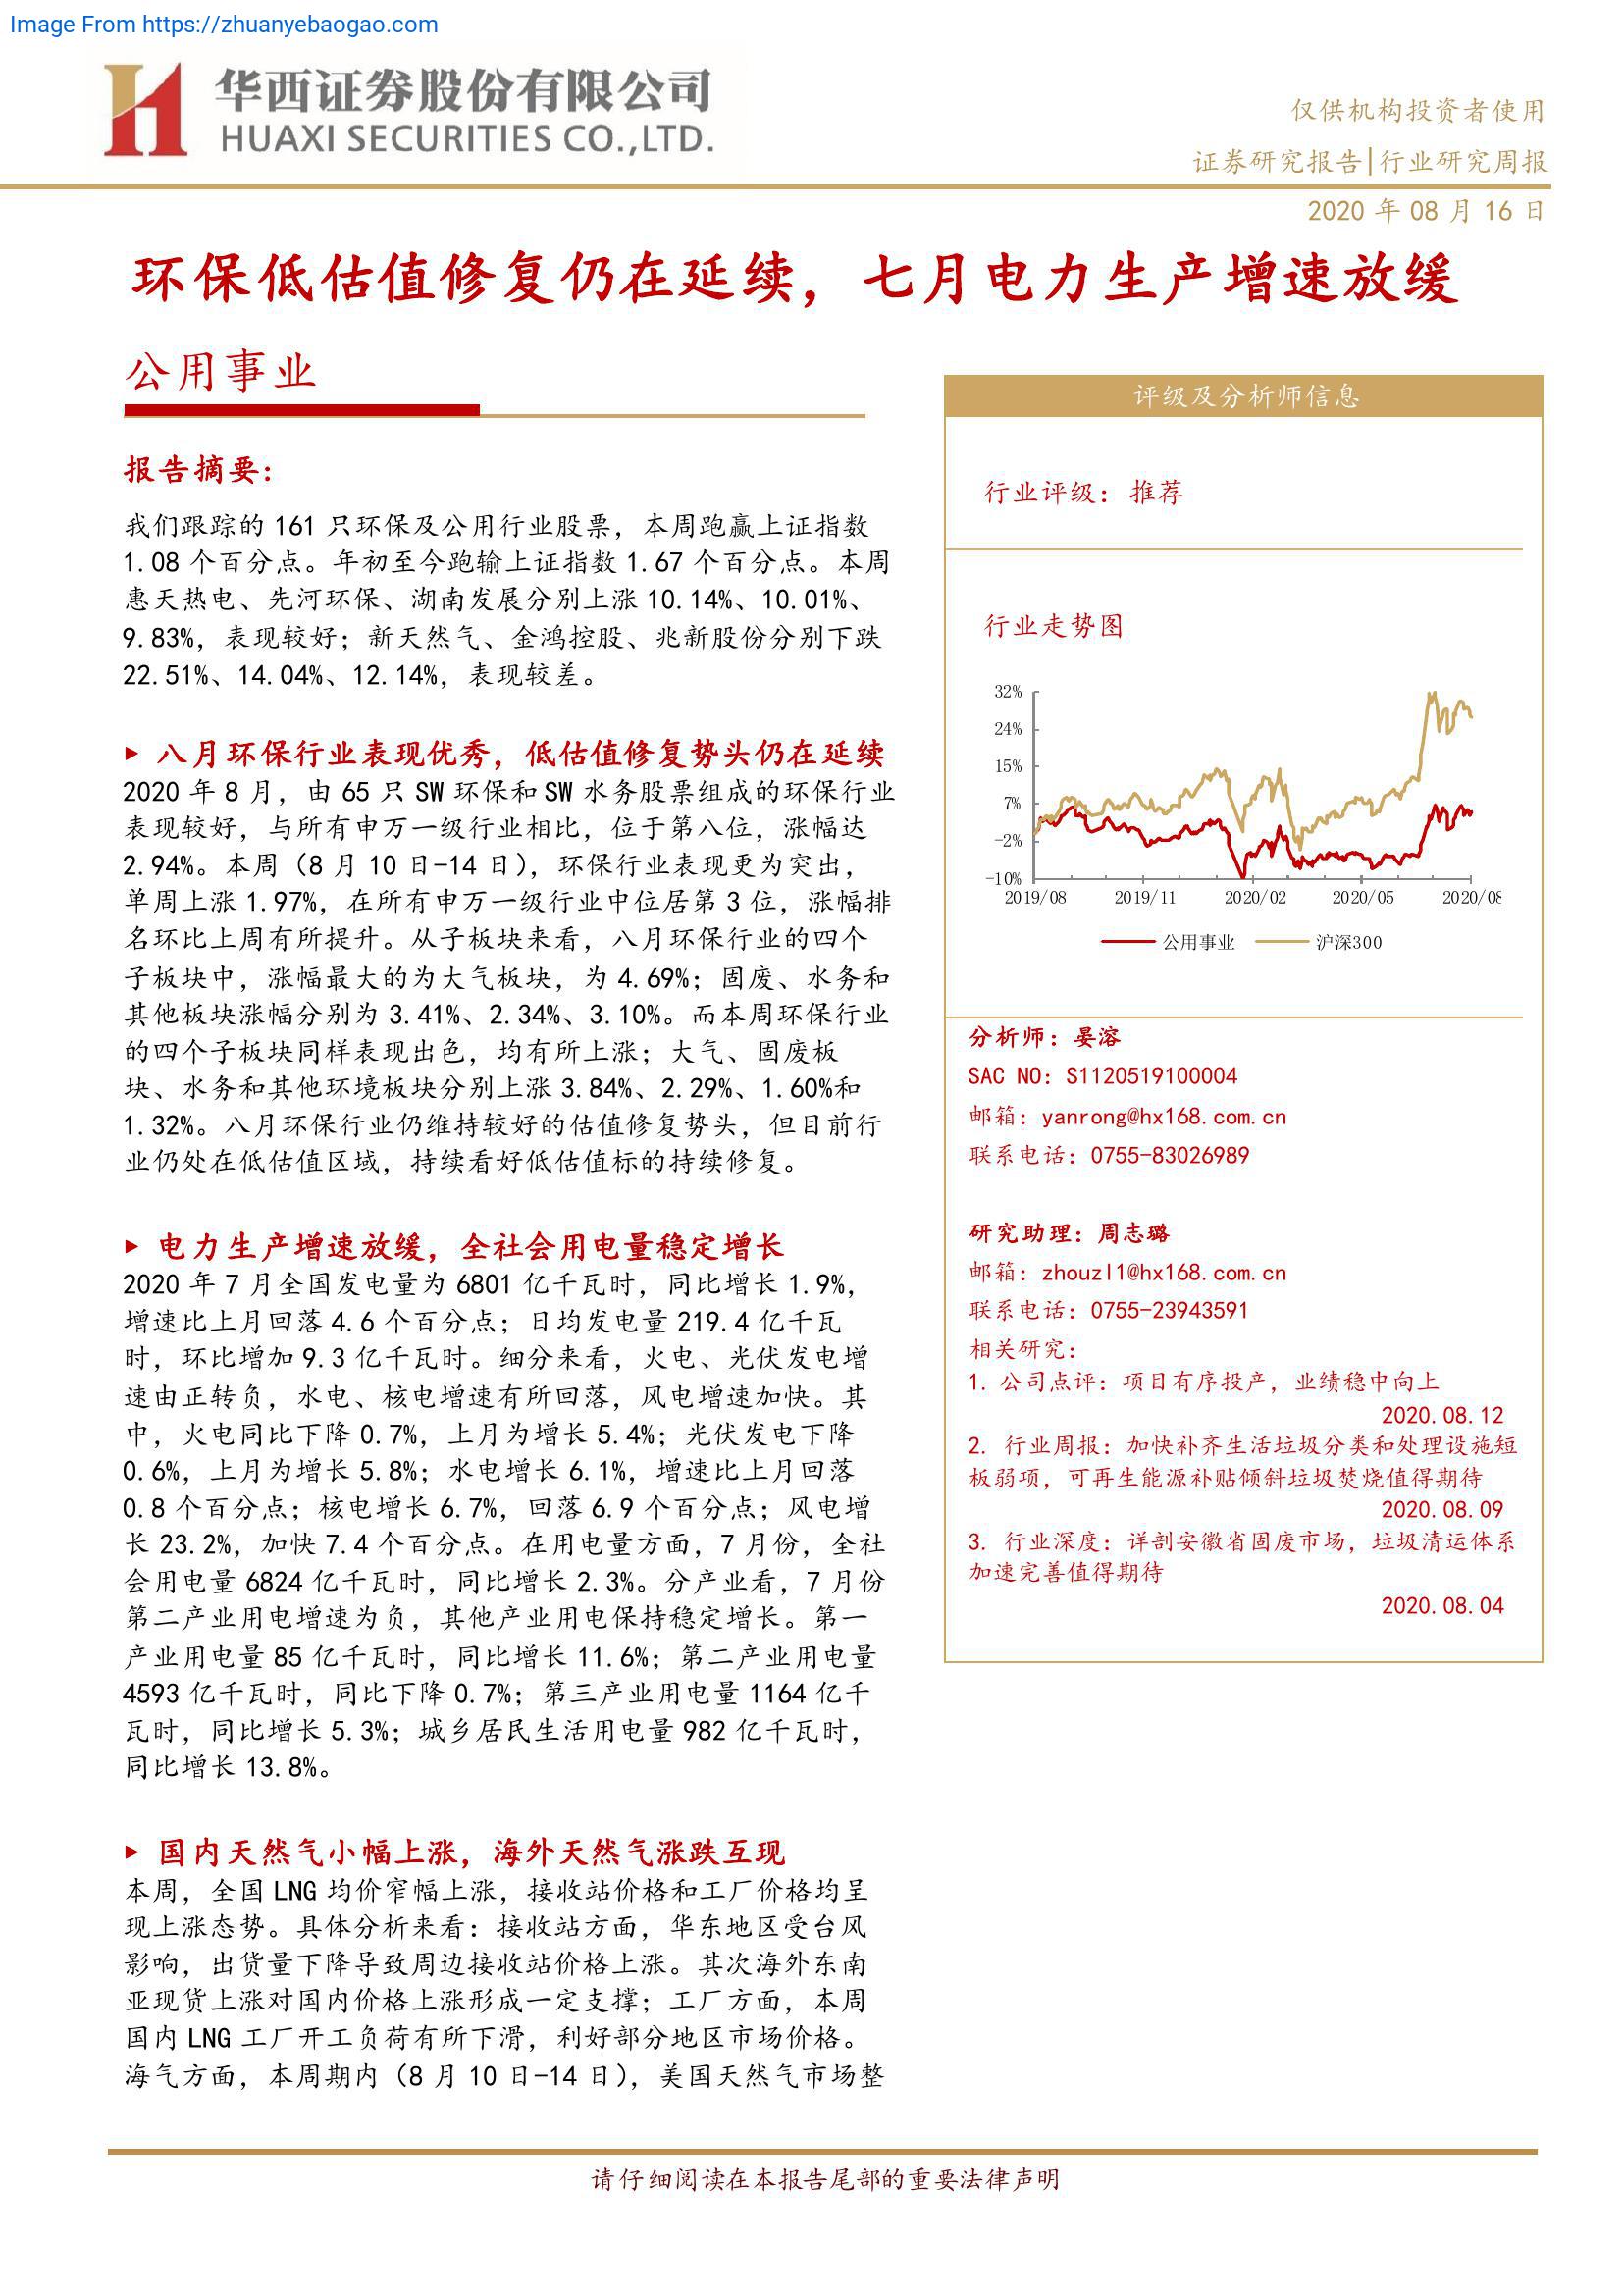 Image From https://zhuanyebaogao.com
华西证券股份有限公司
HUAXI SECURITIES CO.,LTD.
仅供机构投资者使用
证券研究报告|行业研究周报
2020 年 08 月 16 日
环保低估值修复仍在延续，七月电力生产增速放缓
公用事业
报告摘要：
我们跟踪的 161 只环保及公用行业股票，本周跑赢上证指数
1.08 个百分点。年初至今跑输上证指数 1.67 个百分点。本周
惠天热电、先河环保、湖南发展分别上涨 10.14%、10.01%、
9.83%，表现较好；新天然气、金鸿控股、兆新股份分别下跌
22.51%、14.04%、12.14%，表现较差。
► 八月环保行业表现优秀，低估值修复势头仍在延续
2020 年 8 月，由 65 只 SW 环保和 SW 水务股票组成的环保行业
表现较好，与所有申万一级行业相比，位于第八位，涨幅达
2.94%。本周（8 月 10 日-14 日），环保行业表现更为突出，
单周上涨 1.97%，在所有申万一级行业中位居第 3 位，涨幅排
名环比上周有所提升。从子板块来看，八月环保行业的四个
子板块中，涨幅最大的为大气板块，为 4.69%；固废、水务和
其他板块涨幅分别为 3.41%、2.34%、3.10%。而本周环保行业
的四个子板块同样表现出色，均有所上涨；大气、固废板
块、水务和其他环境板块分别上涨 3.84%、2.29%、1.60%和
1.32%。八月环保行业仍维持较好的估值修复势头，但目前行
业仍处在低估值区域，持续看好低估值标的持续修复。
► 电力生产增速放缓，全社会用电量稳定增长
2020 年 7 月全国发电量为 6801 亿千瓦时，同比增长 1.9%，
增速比上月回落 4.6 个百分点；日均发电量 219.4 亿千瓦
时，环比增加 9.3 亿千瓦时。细分来看，火电、光伏发电增
速由正转负，水电、核电增速有所回落，风电增速加快。其
中，火电同比下降 0.7%，上月为增长 5.4%；光伏发电下降
0.6%，上月为增长 5.8%；水电增长 6.1%，增速比上月回落
0.8 个百分点；核电增长 6.7%，回落 6.9 个百分点；风电增
长 23.2%，加快 7.4 个百分点。在用电量方面，7 月份，全社
会用电量 6824 亿千瓦时，同比增长 2.3%。分产业看，7 月份
第二产业用电增速为负，其他产业用电保持稳定增长。第一
产业用电量 85 亿千瓦时，同比增长 11.6%；第二产业用电量
4593 亿千瓦时，同比下降 0.7%；第三产业用电量 1164 亿千
瓦时，同比增长 5.3%；城乡居民生活用电量 982 亿千瓦时，
同比增长 13.8%。
► 国内天然气小幅上涨，海外天然气涨跌互现
本周，全国 LNG 均价窄幅上涨，接收站价格和工厂价格均呈
现上涨态势。具体分析来看：接收站方面，华东地区受台风
影响，出货量下降导致周边接收站价格上涨。其次海外东南
亚现货上涨对国内价格上涨形成一定支撑；工厂方面，本周
国内 LNG 工厂开工负荷有所下滑，利好部分地区市场价格。
海气方面，本周期内（8 月 10 日-14 日），美国天然气市场整
评级及分析师信息
行业评级：推荐
行业走势图
32%
24%
15%
7%
-2%
-10%
2019/08 2019/11 2020/02 2020/05 2020/08
公用事业 沪深300
分析师：晏溶
SAC NO：S1120519100004
邮箱：yanrong@hx168.com.cn
联系电话：0755-83026989
研究助理：周志璐
邮箱：zhouzl1@hx168.com.cn
联系电话：0755-23943591
相关研究：
1. 公司点评：项目有序投产，业绩稳中向上
2020.08.12
2. 行业周报：加快补齐生活垃圾分类和处理设施短
板弱项，可再生能源补贴倾斜垃圾焚烧值得期待
2020.08.09
3. 行业深度：详剖安徽省固废市场，垃圾清运体系
加速完善值得期待
2020.08.04
请仔细阅读在本报告尾部的重要法律声明